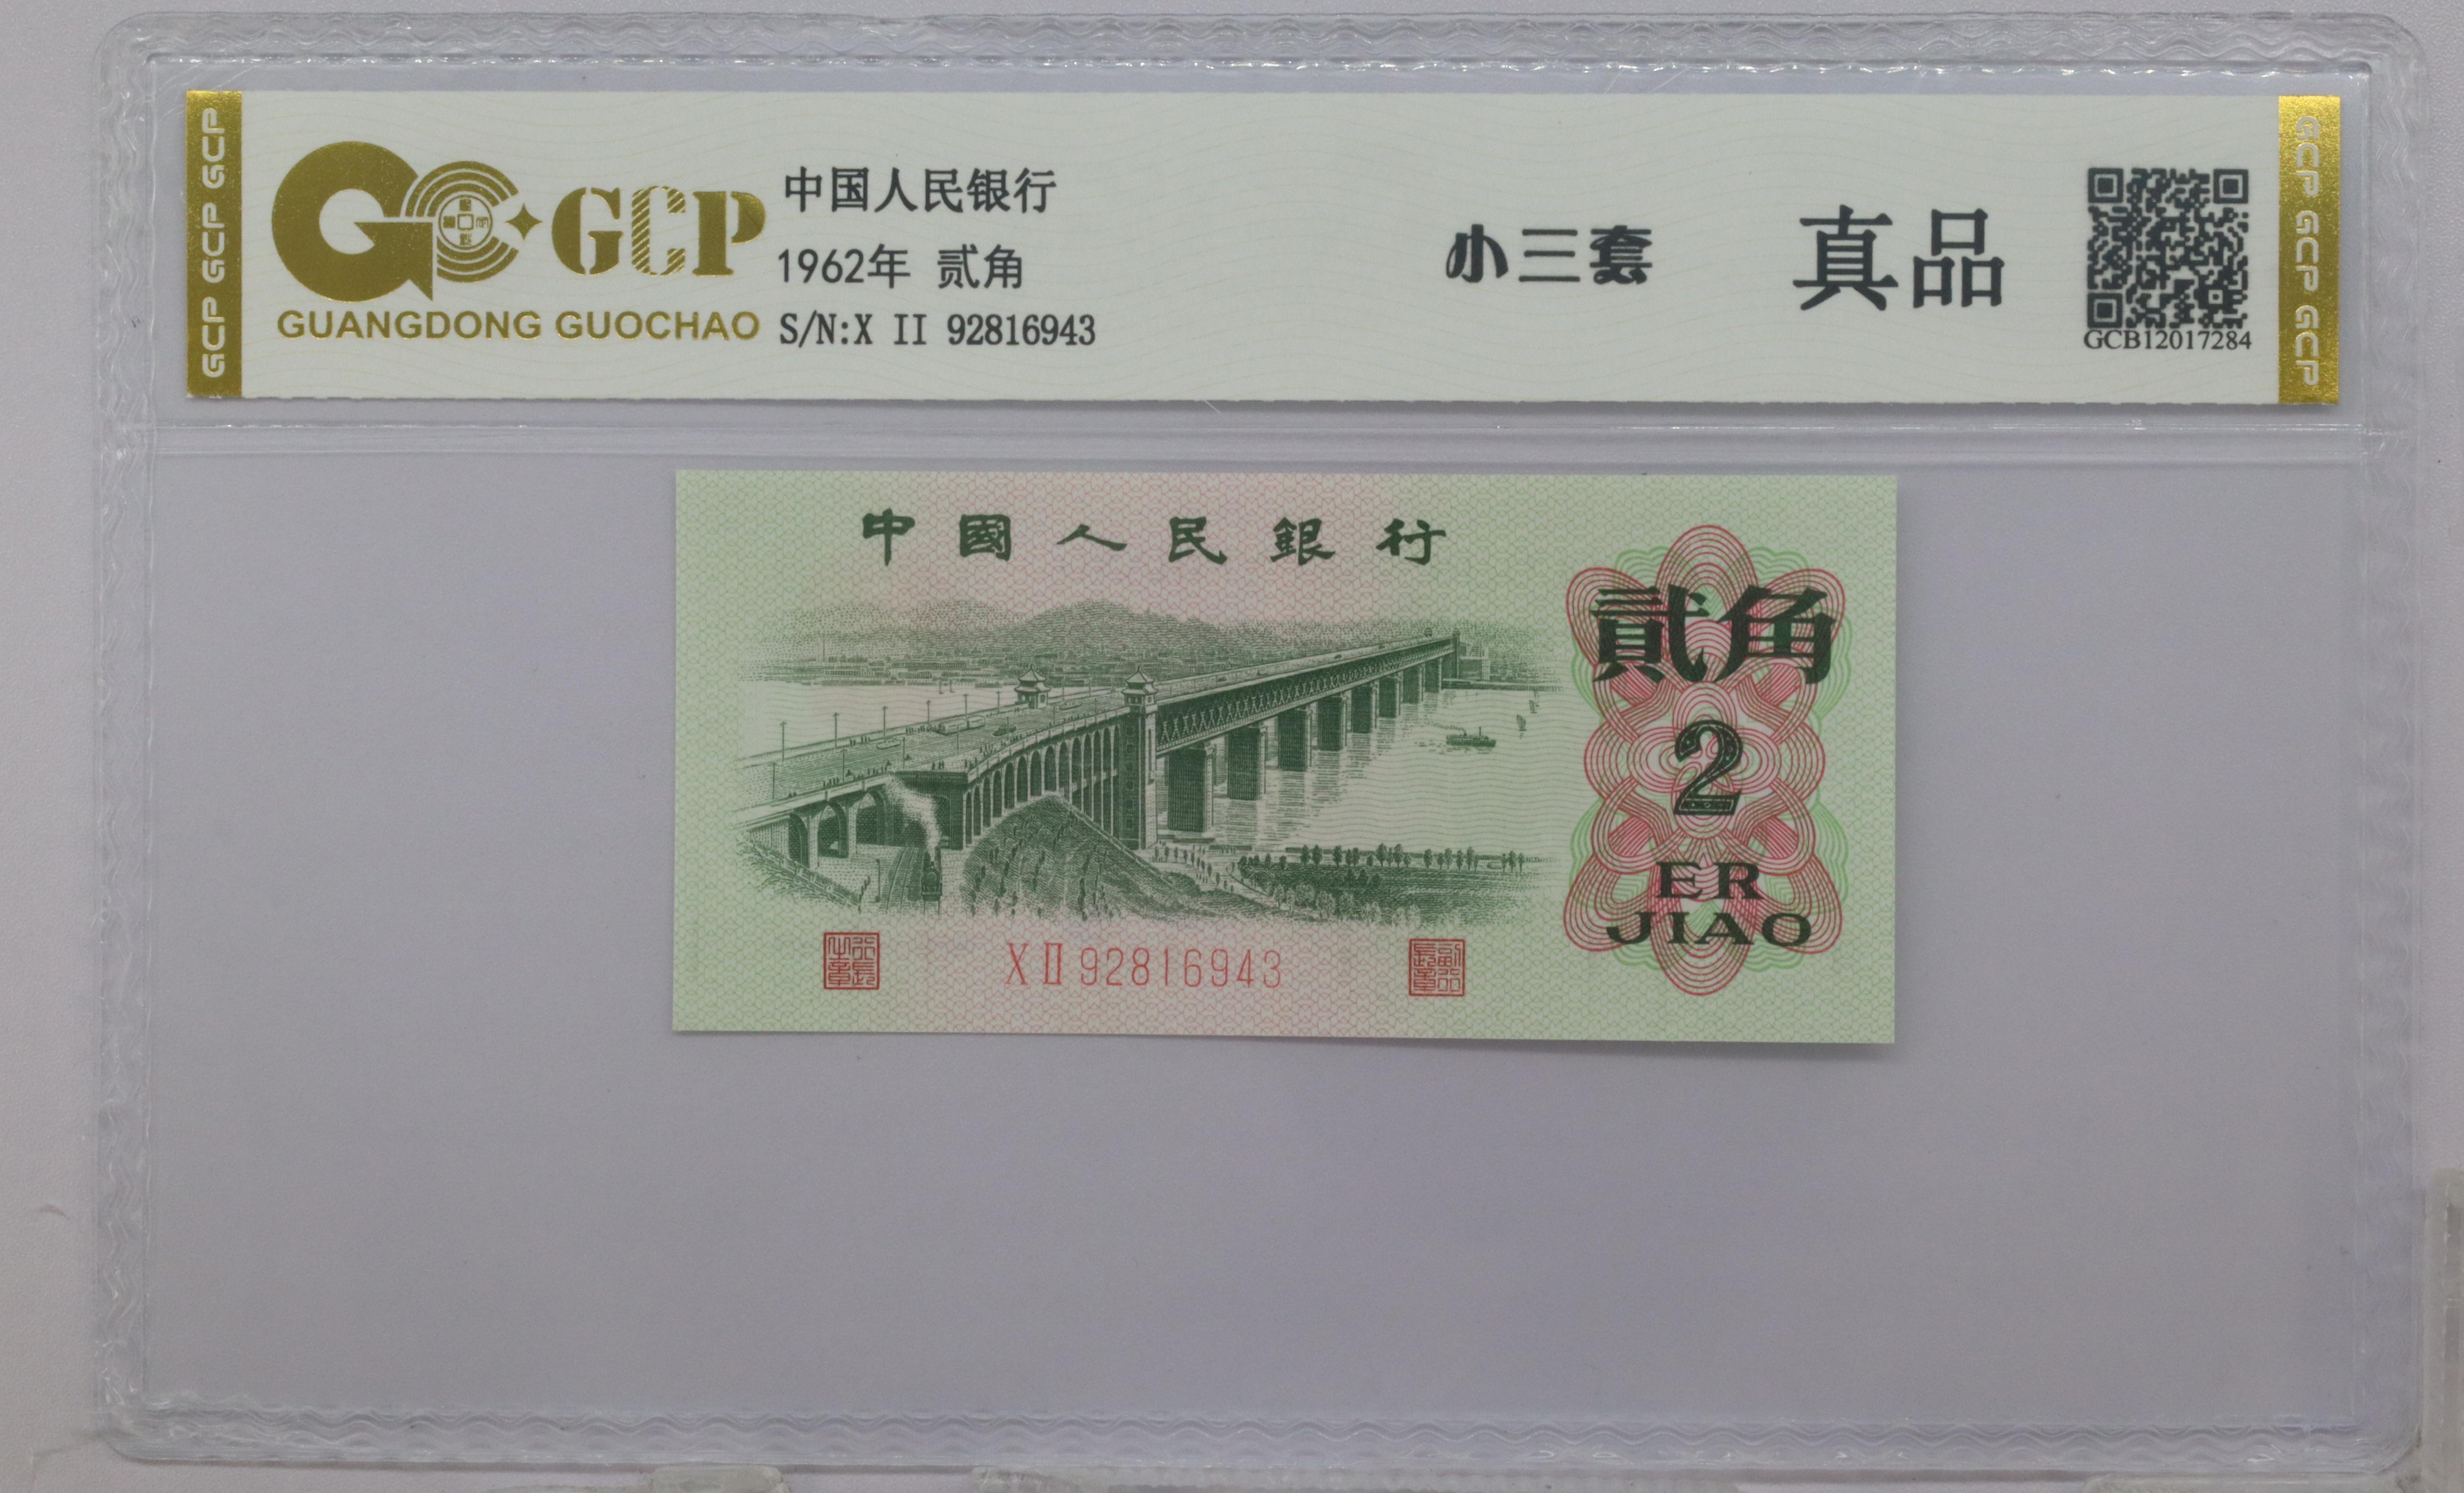 GCP GCP GCP
GCP
GUANGDONG GUOCHAO
中国人民银行
1962年 贰角
S/N:X II 92816943
小三套
真品
GCB12017284
GCP GCP GCP
中國人民銀行
貳角
2
ER
JIAO
X II 92816943